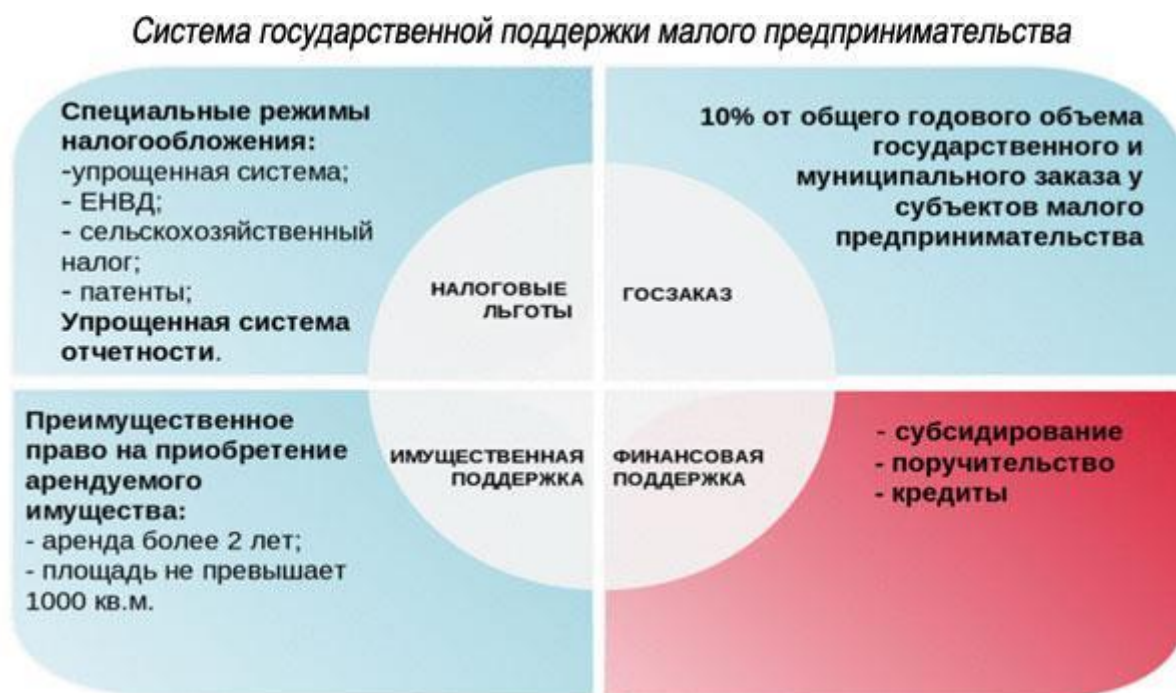 Система государственной поддержки малого предпринимательства
Специальные режимы
налогообложения:
-упрощенная система;
- ЕНВД;
- сельскохозяйственный
налог;
- патенты;
Упрощенная система
отчетности.
НАЛОГОВЫЕ
ЛЬГОТЫ
10% от общего годового объема
государственного и
муниципального заказа у
субъектов малого
предпринимательства
ГОСЗАКАЗ
Преимущественное
право на приобретение
арендуемого
имущества:
- аренда более 2 лет;
- площадь не превышает
1000 кв.м.
ИМУЩЕСТВЕННАЯ
ПОДДЕРЖКА
ФИНАНСОВАЯ
ПОДДЕРЖКА
- субсидирование
- поручительство
- кредиты